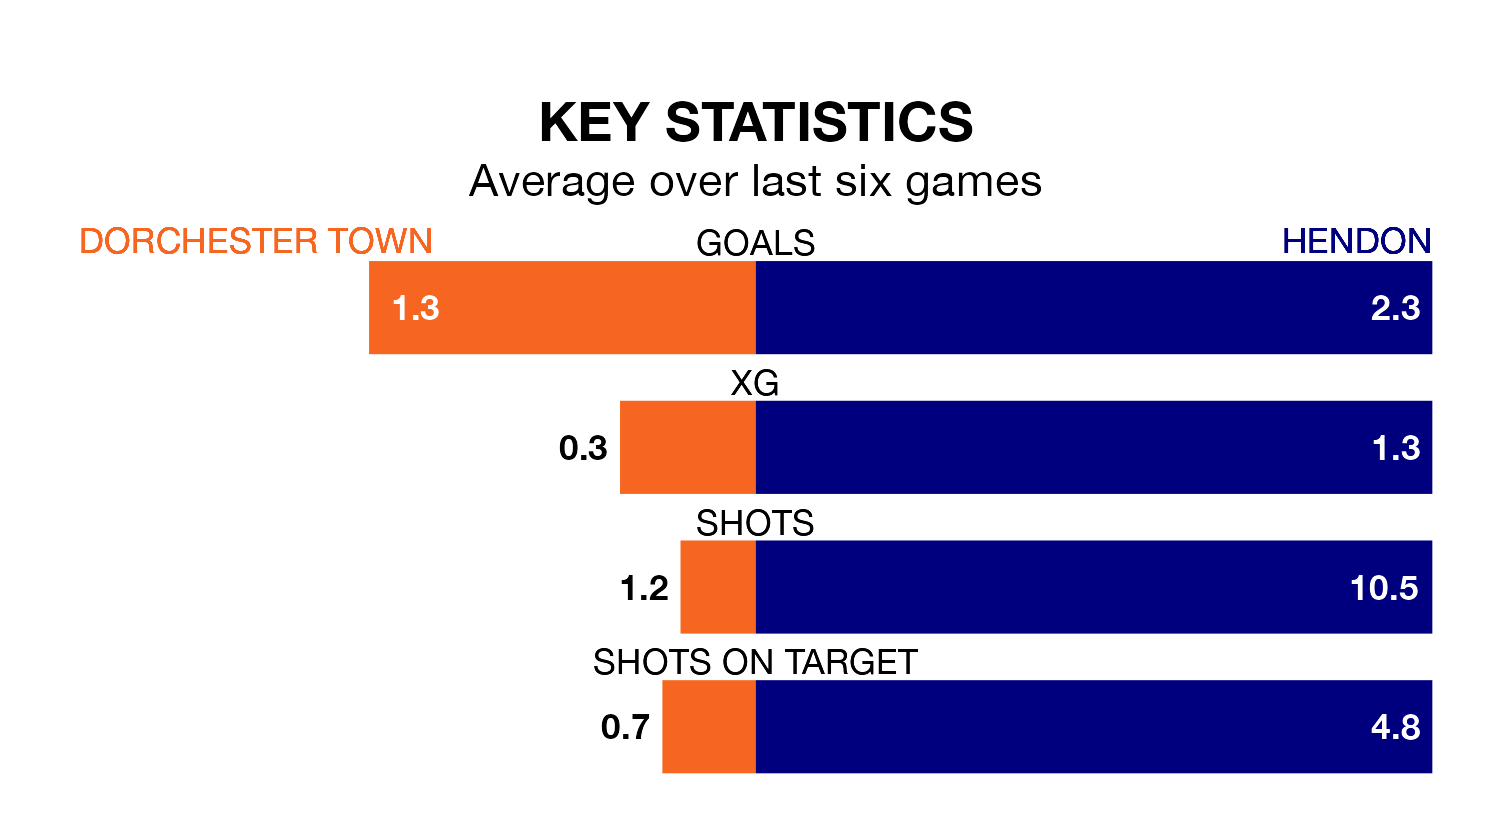 KEY STATISTICS
Average over last six games
DORCHESTER TOWN GOALS HENDON
1.3 2.3
XG
0.3 1.3
SHOTS
1.2 10.5
SHOTS ON TARGET
0.7 4.8